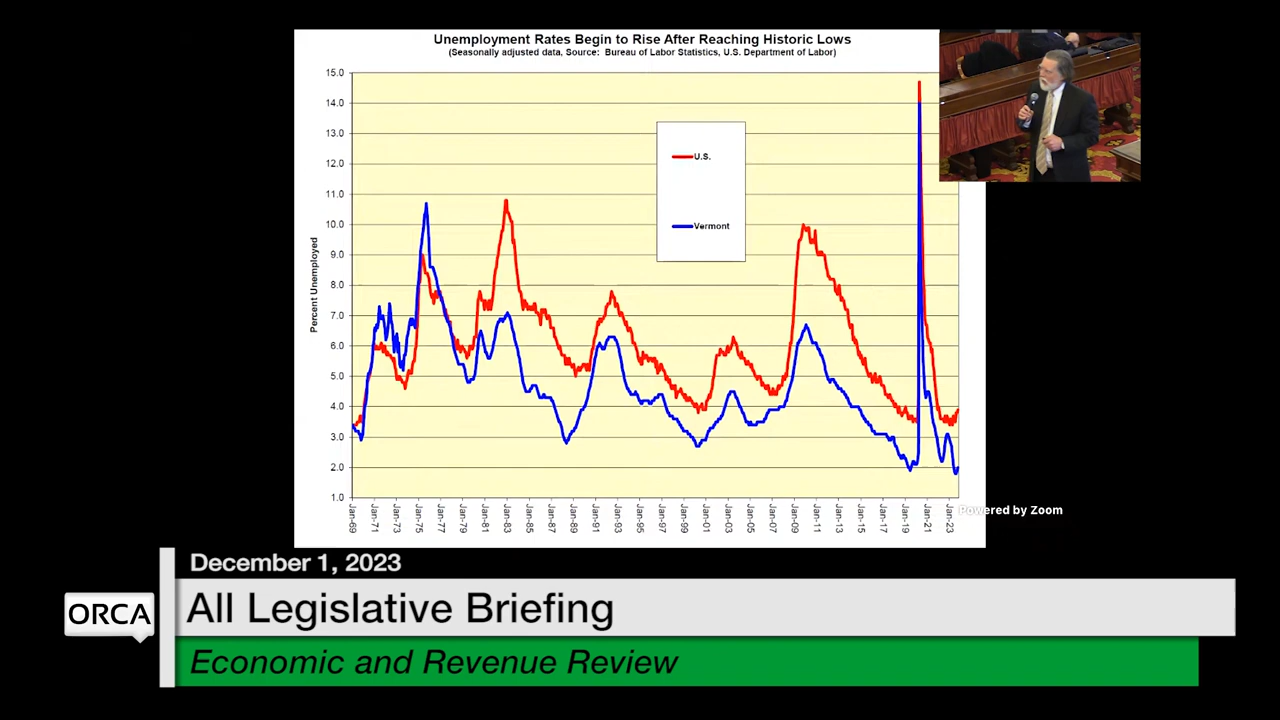 Unemployment Rates Begin to Rise After Reaching Historic Lows
(Seasonally adjusted data, Source: Bureau of Labor Statistics, U.S. Department of Labor)
Percent Unemployed
15.0
14.0
13.0
12.0
11.0
10.0
9.0
8.0
7.0
6.0
5.0
4.0
3.0
2.0
1.0
U.S.
Vermont
Jan-69
Jan-71
Jan-73
Jan-75
Jan-77
Jan-79
Jan-81
Jan-83
Jan-85
Jan-87
Jan-89
Jan-91
Jan-93
Jan-95
Jan-97
Jan-99
Jan-01
Jan-03
Jan-05
Jan-07
Jan-09
Jan-11
Jan-13
Jan-15
Jan-17
Jan-19
Jan-21
Jan-23
Powered by Zoom
December 1, 2023
ORCA
All Legislative Briefing
Economic and Revenue Review